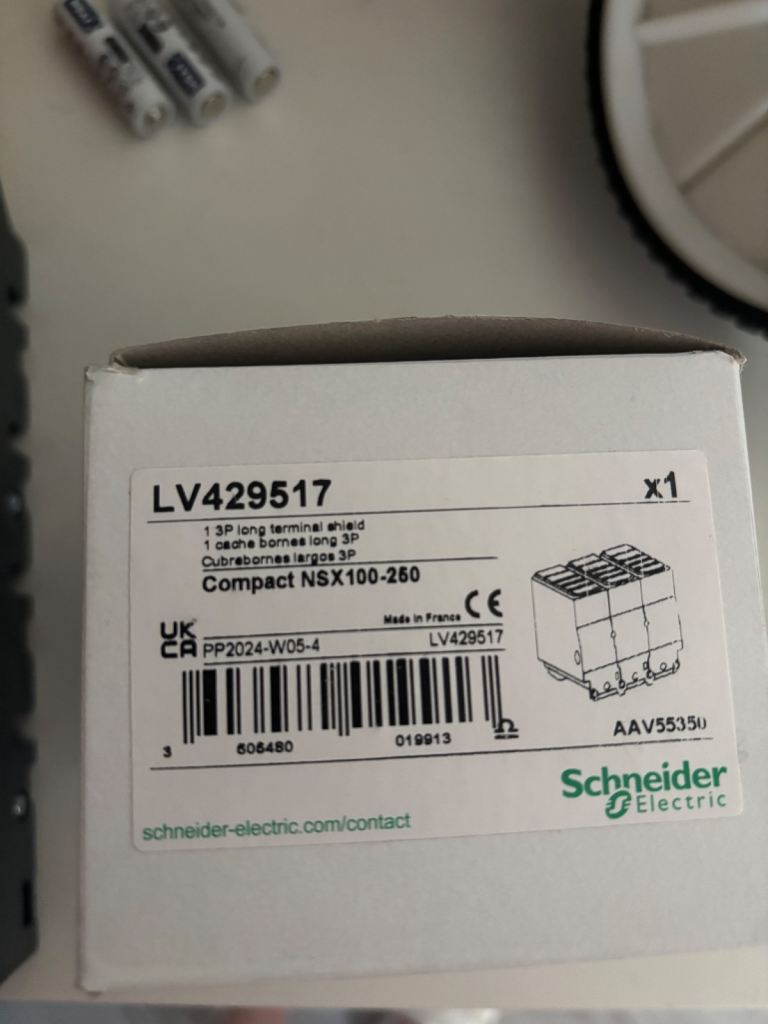 LV429517 x1
1 3P long terminal shield
1 cache bornes long 3P
Cubrebornes largos 3P
Compact NSX100-250
Made in France CE
UK
CA PP2024-W05-4 LV429517
3 606480 019913
AAV55350
Schneider
Electric
schneider-electric.com/contact